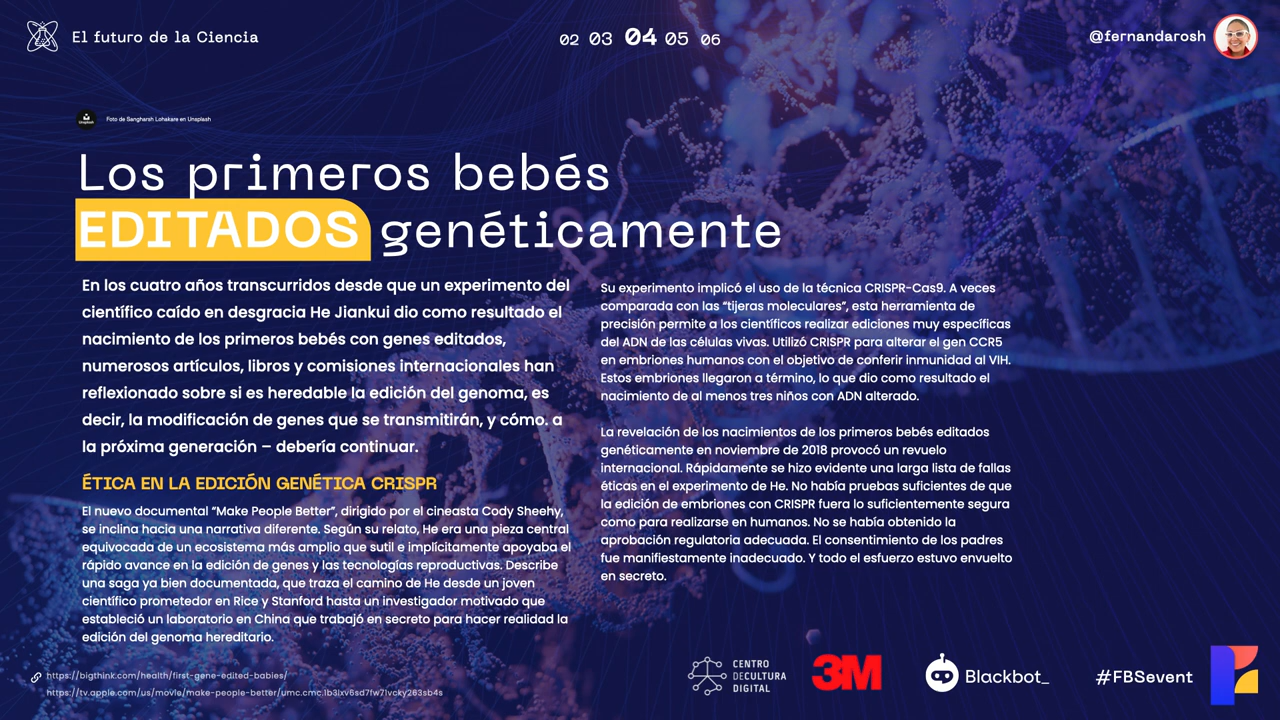 El futuro de la Ciencia
02 03 04 05 06
@fernandarosh
unsplash
Foto de Sangharsh Lohakare en Unsplash
Los primeros bebés
EDITADOS genéticamente
En los cuatro años transcurridos desde que un experimento del
científico caído en desgracia He Jiankui dio como resultado el
nacimiento de los primeros bebés con genes editados,
numerosos artículos, libros y comisiones internacionales han
reflexionado sobre si es heredable la edición del genoma, es
decir, la modificación de genes que se transmitirán, y cómo. a
la próxima generación – debería continuar.
ÉTICA EN LA EDICIÓN GENÉTICA CRISPR
El nuevo documental “Make People Better”, dirigido por el cineasta Cody Sheehy,
se inclina hacia una narrativa diferente. Según su relato, He era una pieza central
equivocada de un ecosistema más amplio que sutil e implícitamente apoyaba el
rápido avance en la edición de genes y las tecnologías reproductivas. Describe
una saga ya bien documentada, que traza el camino de He desde un joven
científico prometedor en Rice y Stanford hasta un investigador motivado que
estableció un laboratorio en China que trabajó en secreto para hacer realidad la
edición del genoma hereditario.
Su experimento implicó el uso de la técnica CRISPR-Cas9. A veces
comparada con las “tijeras moleculares”, esta herramienta de
precisión permite a los científicos realizar ediciones muy específicas
del ADN de las células vivas. Utilizó CRISPR para alterar el gen CCR5
en embriones humanos con el objetivo de conferir inmunidad al VIH.
Estos embriones llegaron a término, lo que dio como resultado el
nacimiento de al menos tres niños con ADN alterado.
La revelación de los nacimientos de los primeros bebés editados
genéticamente en noviembre de 2018 provocó un revuelo
internacional. Rápidamente se hizo evidente una larga lista de fallas
éticas en el experimento de He. No había pruebas suficientes de que
la edición de embriones con CRISPR fuera lo suficientemente segura
como para realizarse en humanos. No se había obtenido la
aprobación regulatoria adecuada. El consentimiento de los padres
fue manifiestamente inadecuado. Y todo el esfuerzo estuvo envuelto
en secreto.
https://bigthink.com/health/first-gene-edited-babies/
https://tv.apple.com/us/movie/make-people-better/umc.cmc.1b3lxv6sd7fw7lvcky263sb4s
CENTRO
DECULTURA
DIGITAL
3M
Blackbot_
#FBSevent